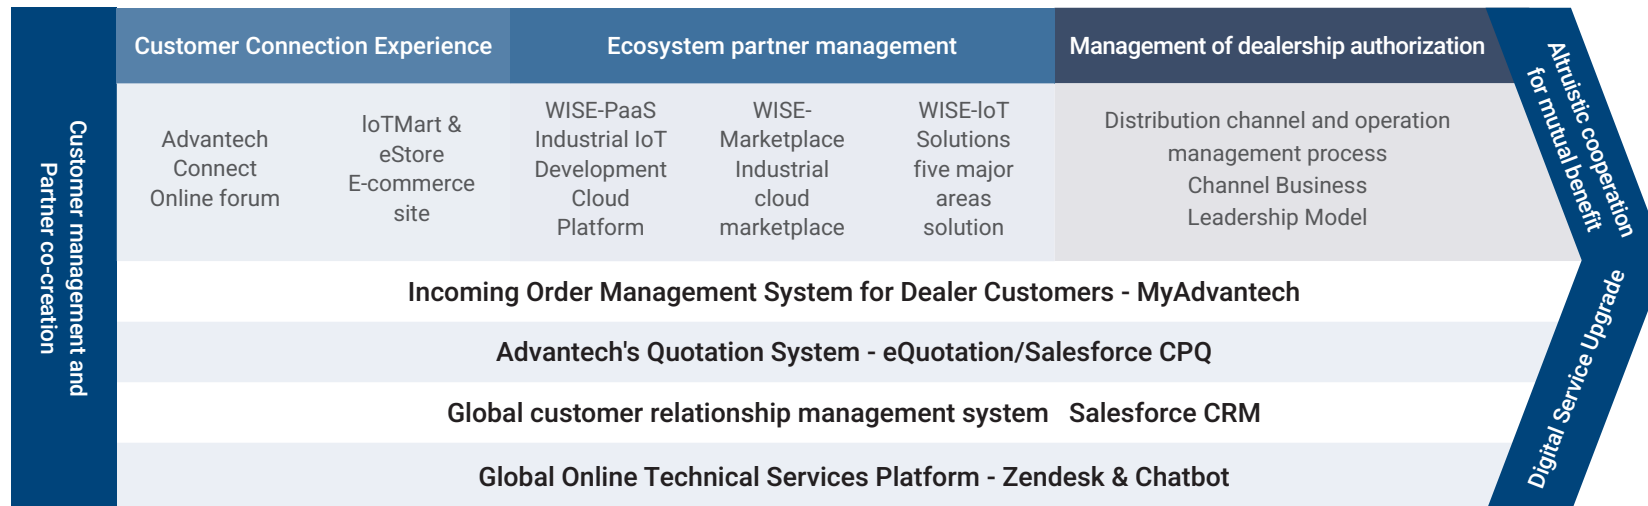 Customer management and
Partner co-creation
Customer Connection Experience
Ecosystem partner management
Management of dealership authorization
Advantech
Connect
Online forum
IoTMart &
eStore
E-commerce
site
WISE-PaaS
Industrial IoT
Development
Cloud
Platform
WISE-
Marketplace
Industrial
cloud
marketplace
WISE-IoT
Solutions
five major
areas
solution
Distribution channel and operation
management process
Channel Business
Leadership Model
Incoming Order Management System for Dealer Customers - MyAdvantech
Advantech's Quotation System - eQuotation/Salesforce CPQ
Global customer relationship management system Salesforce CRM
Global Online Technical Services Platform - Zendesk & Chatbot
Altruistic cooperation
for mutual benefit
Digital Service Upgrade